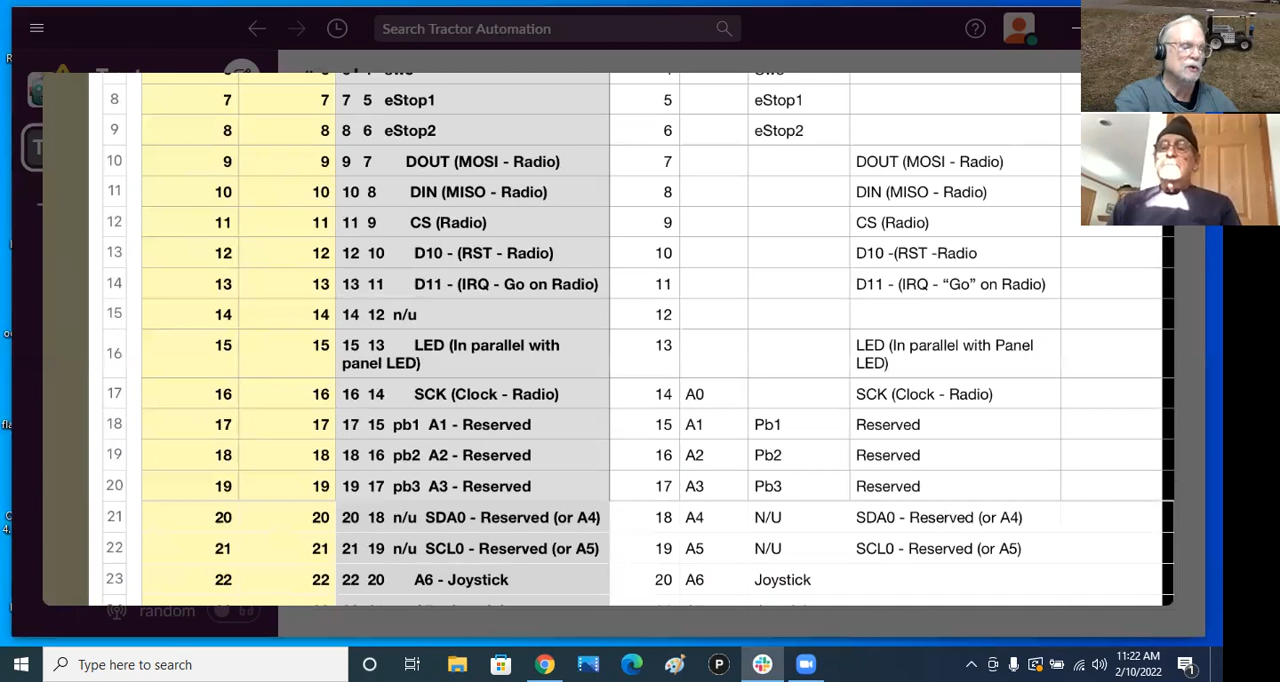 Search Tractor Automation
8 7 7 7 5 eStop1 5 eStop1
9 8 8 8 6 eStop2 6 eStop2
10 9 9 9 7 DOUT (MOSI - Radio) 7 DOUT (MOSI - Radio)
11 10 10 10 8 DIN (MISO - Radio) 8 DIN (MISO - Radio)
12 11 11 11 9 CS (Radio) 9 CS (Radio)
13 12 12 12 10 D10 - (RST - Radio) 10 D10 -(RST -Radio
14 13 13 13 11 D11 - (IRQ - Go on Radio) 11 D11 - (IRQ - “Go” on Radio)
15 14 14 14 12 n/u 12
16 15 15 15 13 LED (In parallel with 13 LED (In parallel with Panel
panel LED) LED)
17 16 16 16 14 SCK (Clock - Radio) 14 A0 SCK (Clock - Radio)
18 17 17 17 15 pb1 A1 - Reserved 15 A1 Pb1 Reserved
19 18 18 18 16 pb2 A2 - Reserved 16 A2 Pb2 Reserved
20 19 19 19 17 pb3 A3 - Reserved 17 A3 Pb3 Reserved
21 20 20 20 18 n/u SDA0 - Reserved (or A4) 18 A4 N/U SDA0 - Reserved (or A4)
22 21 21 21 19 n/u SCL0 - Reserved (or A5) 19 A5 N/U SCL0 - Reserved (or A5)
23 22 22 22 20 A6 - Joystick 20 A6 Joystick
random
Type here to search
P
11:22 AM
2/10/2022
1